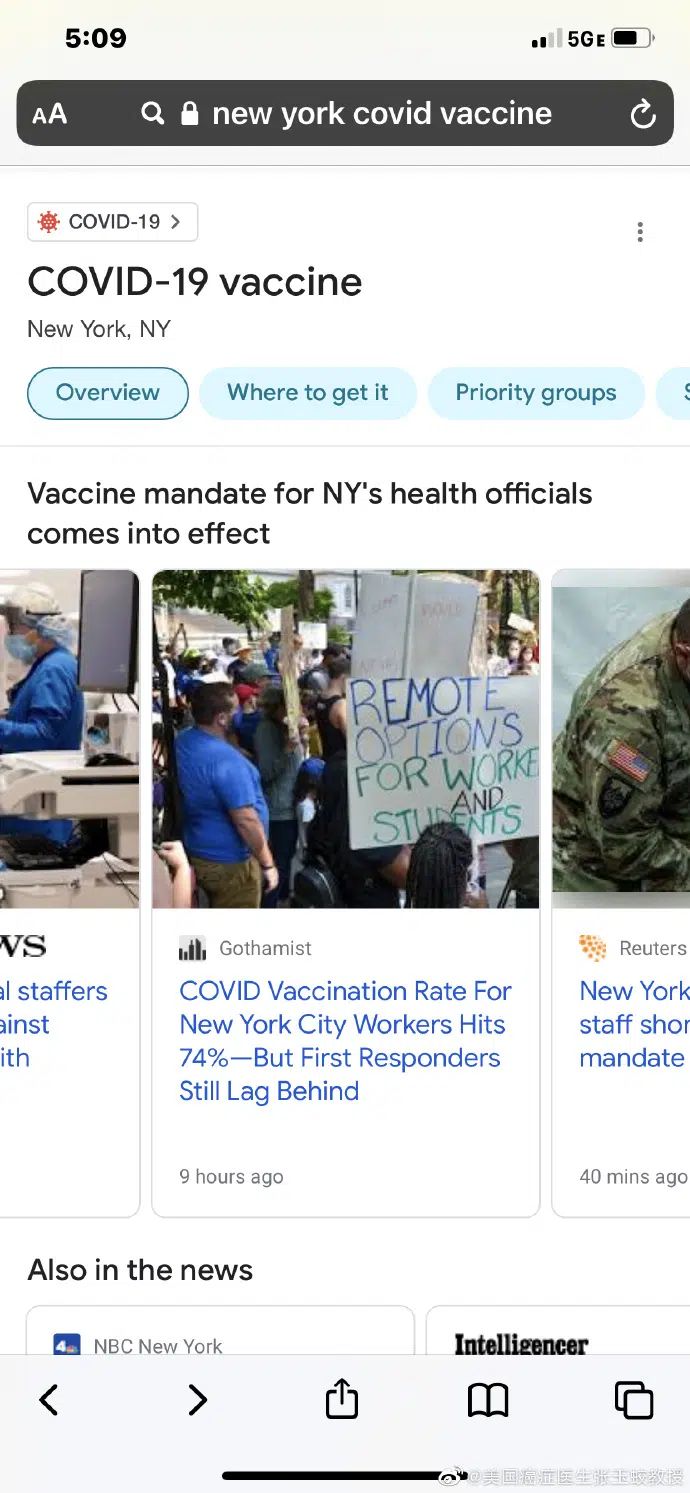 5:09
5GE
AA new york covid vaccine
COVID-19
COVID-19 vaccine
New York, NY
Overview
Where to get it
Priority groups
Vaccine mandate for NY's health officials
comes into effect
REMOTE
OPTIONS
FOR WORKE
AND
STUDENTS
WS
al staffers
ainst
ith
Gothamist
COVID Vaccination Rate For
New York City Workers Hits
74%—But First Responders
Still Lag Behind
9 hours ago
Reuters
New York
staff shor
mandate
40 mins ago
Also in the news
4
NBC New York
Intelligencer
@美国癌症医生张玉蛟教授